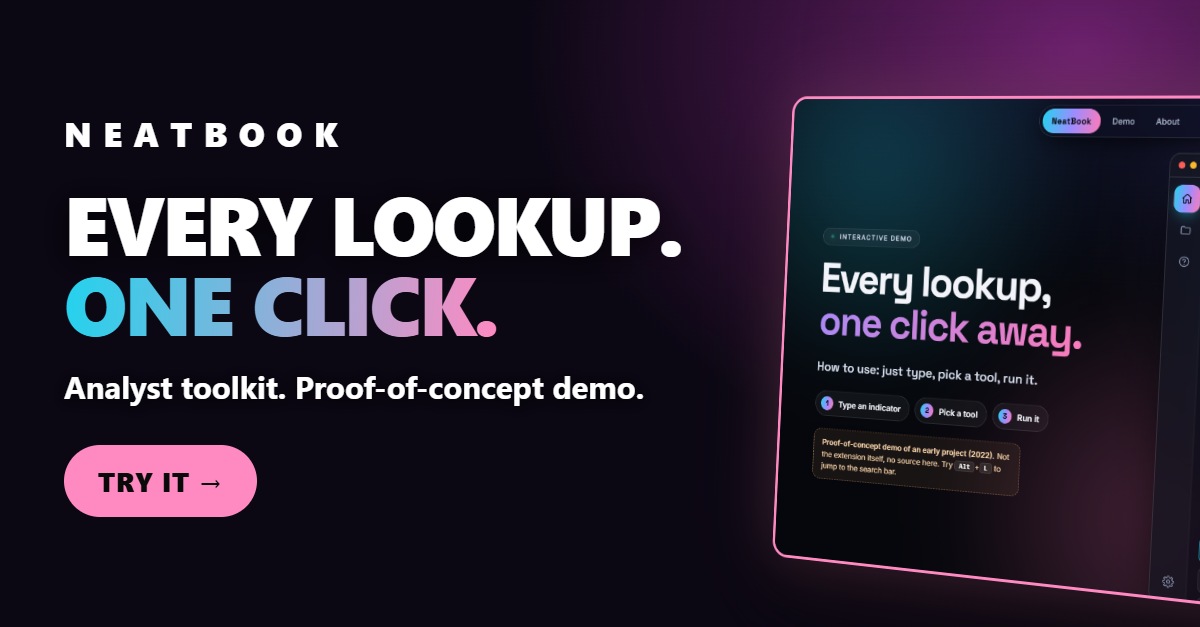 NEATBOOK
EVERY LOOKUP.
ONE CLICK.
Analyst toolkit. Proof-of-concept demo.
TRY IT →
NeatBook Demo About
INTERACTIVE DEMO
Every lookup,
one click away.
How to use: just type, pick a tool, run it.
1 Type an indicator 2 Pick a tool 3 Run it
Proof-of-concept demo of an early project (2022). Not
the extension itself, no source here. Try Alt + L to
jump to the search bar.